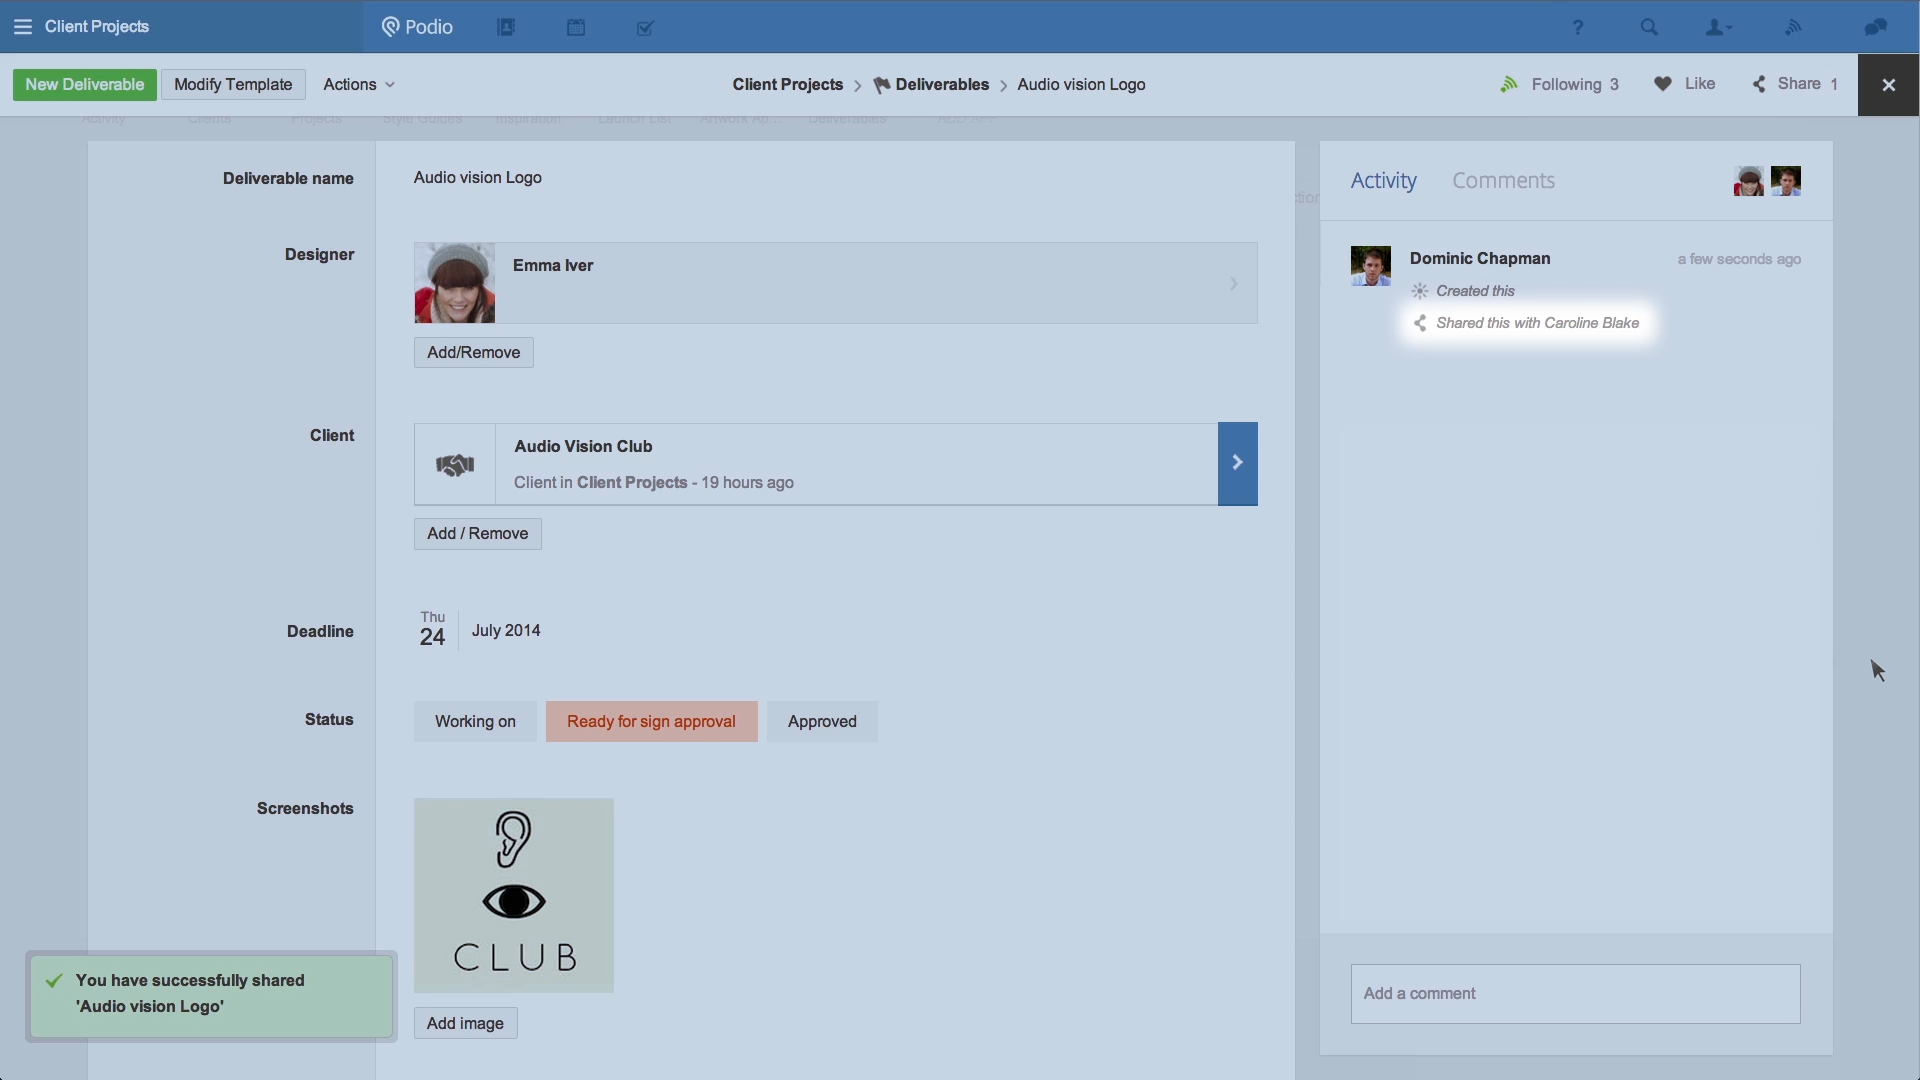 Client Projects
Podio
?
New Deliverable
Modify Template
Actions
Client Projects > Deliverables > Audio vision Logo
Following 3
Like
Share 1
Activity
Clients
Projects
Style Guides
Inspiration
Launch List
Artwork Ap...
Deliverables
ADD APP
Deliverable name
Audio vision Logo
Designer
Emma Iver
Add/Remove
Client
Audio Vision Club
Client in Client Projects - 19 hours ago
Add / Remove
Deadline
Thu
24
July 2014
Status
Working on
Ready for sign approval
Approved
Screenshots
CLUB
Add image
You have successfully shared
'Audio vision Logo'
Activity
Comments
Dominic Chapman
a few seconds ago
Created this
Shared this with Caroline Blake
Add a comment